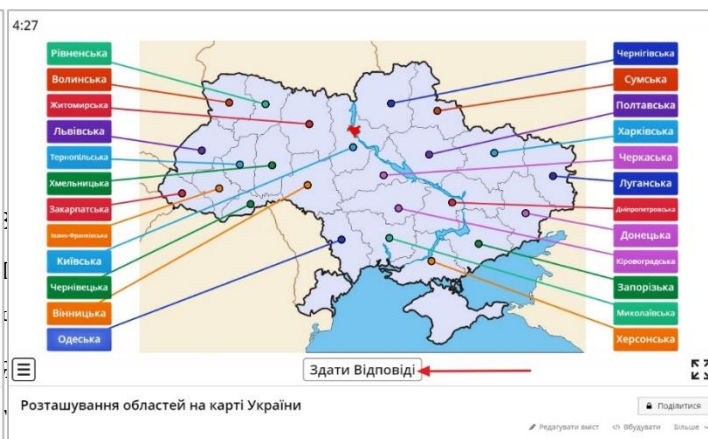 4:27
Рівненська
Волинська
Житомирська
Львівська
Тернопільська
Хмельницька
Закарпатська
Івано-Франківська
Київська
Чернівецька
Вінницька
Одеська
Чернігівська
Сумська
Полтавська
Харківська
Черкаська
Луганська
Дніпропетровська
Донецька
Кіровоградська
Запорізька
Миколаївська
Херсонська
Здати Відповіді
Розташування областей на карті України
Поділитися
Редагувати вміст
Вбудувати
Більше